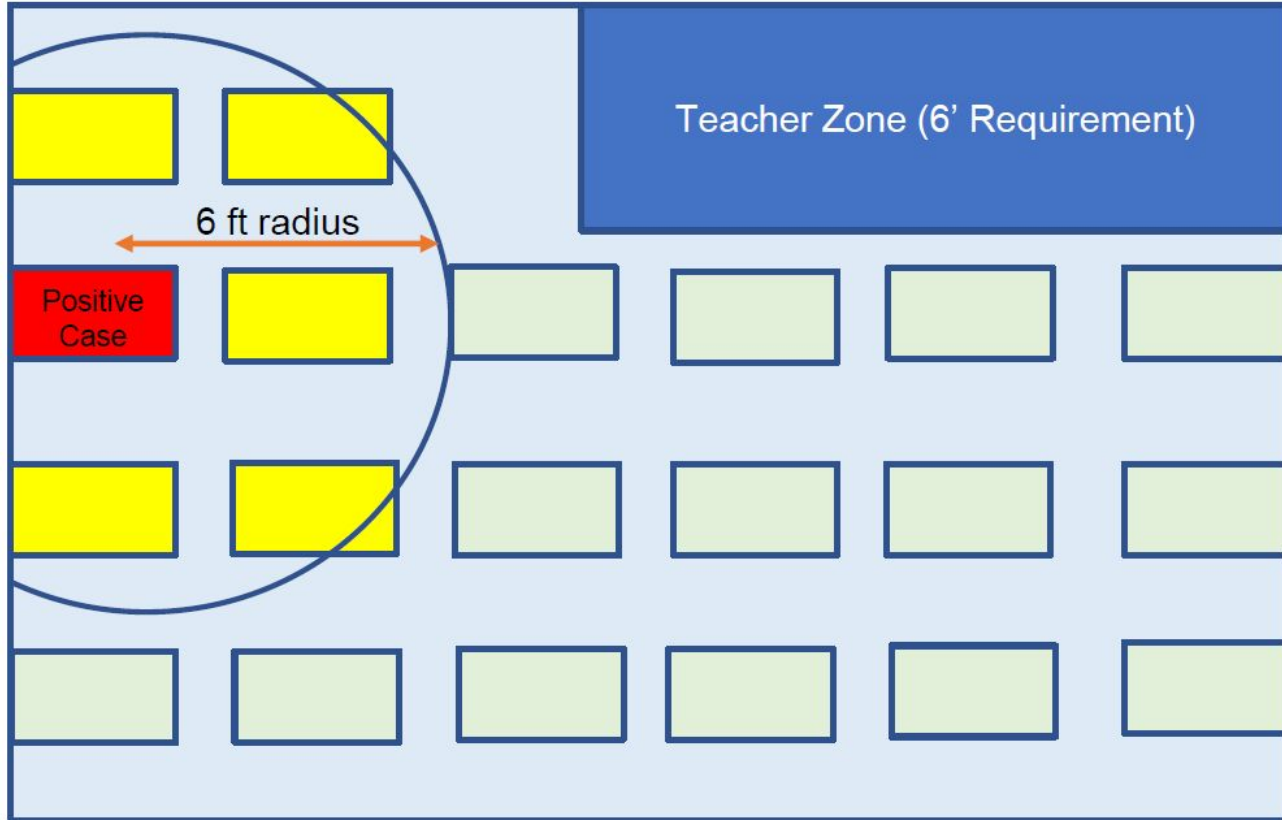 Teacher Zone (6’ Requirement)
6 ft radius
Positive
Case